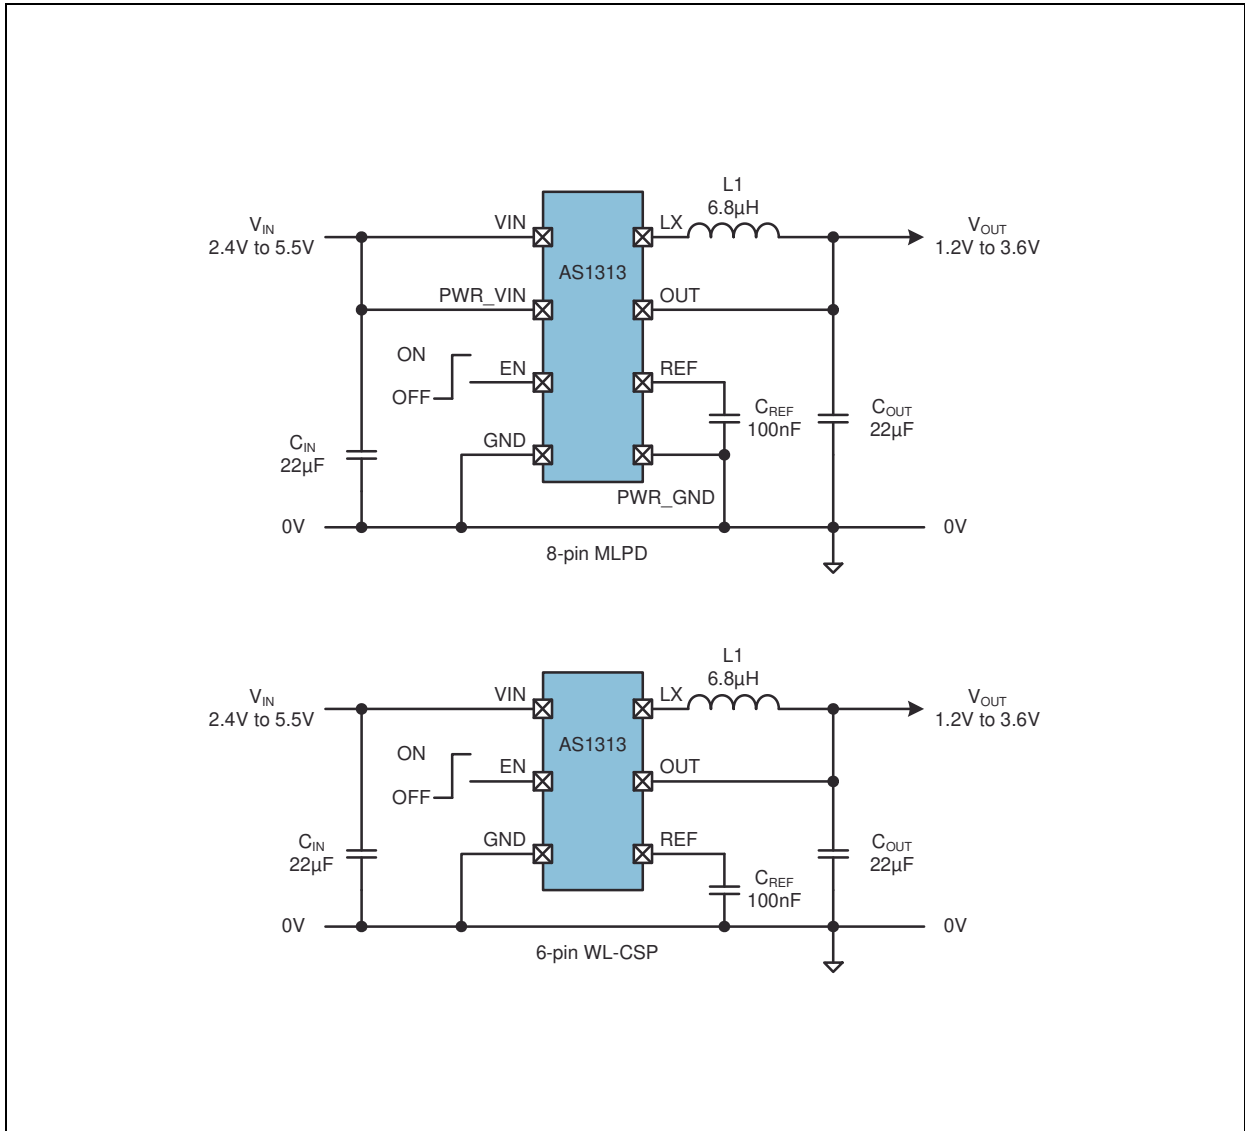 L1
6.8µH
VIN
2.4V to 5.5V
VIN
LX
VOUT
1.2V to 3.6V
AS1313
PWR_VIN
OUT
ON
OFF
EN
REF
CREF
100nF
COUT
22µF
CIN
22µF
GND
PWR_GND
0V
0V
8-pin MLPD
L1
6.8µH
VIN
2.4V to 5.5V
VIN
LX
VOUT
1.2V to 3.6V
AS1313
ON
OFF
EN
OUT
CIN
22µF
GND
REF
COUT
22µF
CREF
100nF
0V
0V
6-pin WL-CSP